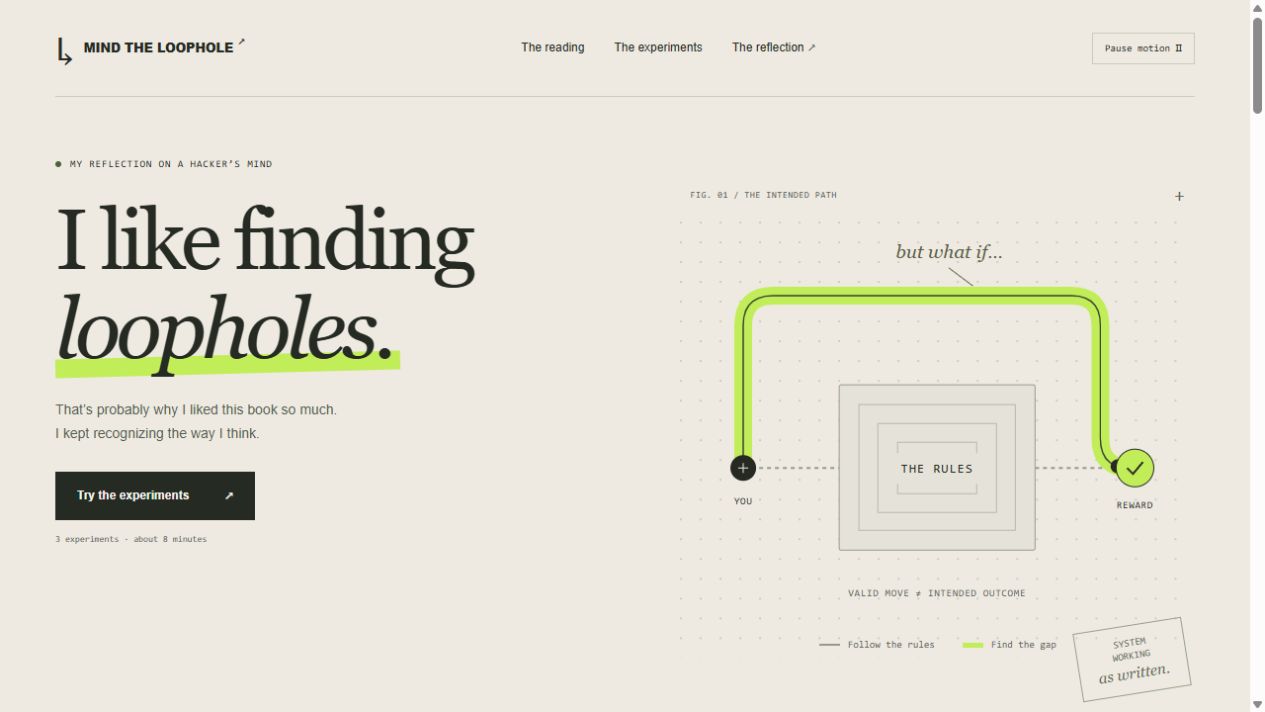 MIND THE LOOPHOLE
The reading
The experiments
The reflection ↗
Pause motion
MY REFLECTION ON A HACKER’S MIND
I like finding
loopholes.
That’s probably why I liked this book so much.
I kept recognizing the way I think.
Try the experiments ↗
3 experiments · about 8 minutes
FIG. 01 / THE INTENDED PATH
but what if...
THE RULES
YOU
REWARD
VALID MOVE ≠ INTENDED OUTCOME
Follow the rules
Find the gap
SYSTEM
WORKING
as written.